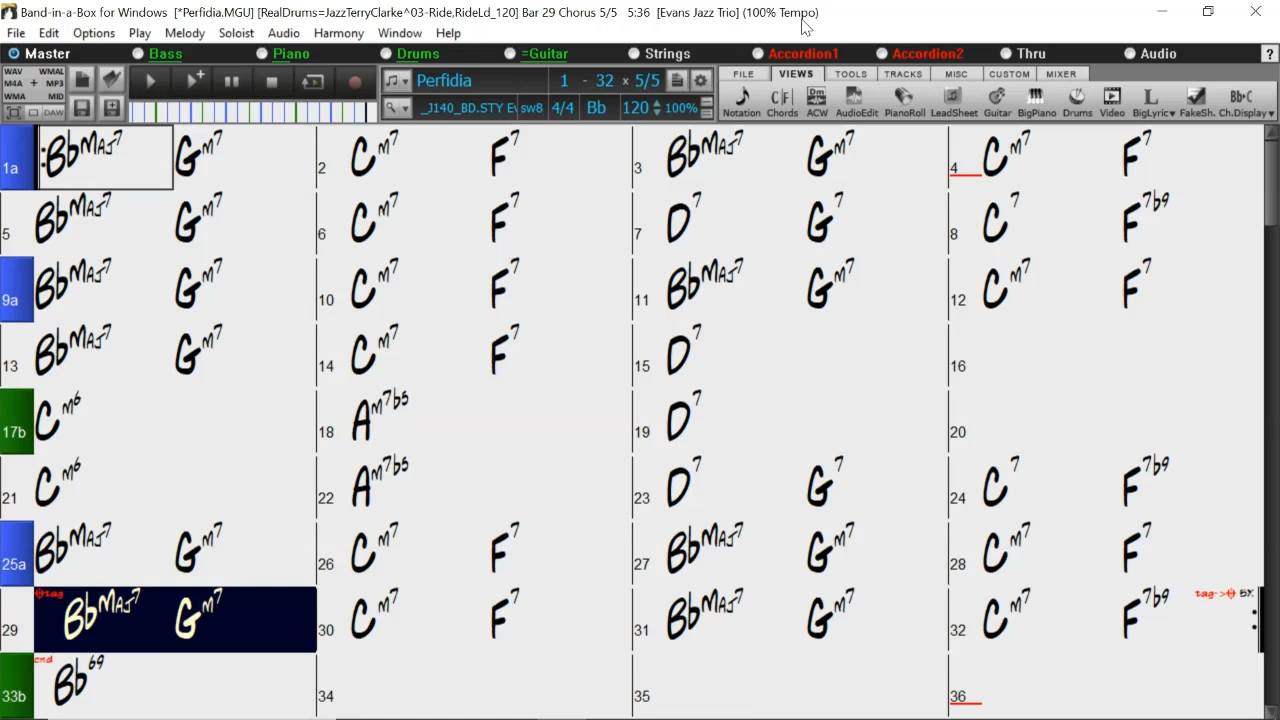 Band-in-a-Box for Windows [*Perfidia.MGU] [RealDrums=JazzTerryClarke^03-Ride,RideLd_120] Bar 29 Chorus 5/5 5:36 [Evans Jazz Trio] (100% Tempo)
File Edit Options Play Melody Soloist Audio Harmony Window Help
Master Bass Piano Drums =Guitar Strings Accordion1 Accordion2 Thru Audio ?
WAV WMAL
M4A + MP3
WMA MID
DAW
Perfidia 1 - 32 x 5/5
_J140_BD.STY Ev sw8 4/4 Bb 120 100%
FILE VIEWS TOOLS TRACKS MISC CUSTOM MIXER
C|F| Dm L Bb▸C
Notation Chords ACW AudioEdit PianoRoll LeadSheet Guitar BigPiano Drums Video BigLyric▾ FakeSh. Ch.Display▾
1a :BbMAJ7 Gm7 2 Cm7 F7 3 BbMAJ7 Gm7 4 Cm7 F7
5 BbMAJ7 Gm7 6 Cm7 F7 7 D7 G7 8 C7 F7b9
9a BbMAJ7 Gm7 10 Cm7 F7 11 BbMAJ7 Gm7 12 Cm7 F7
13 BbMAJ7 Gm7 14 Cm7 F7 15 D7 16
17b Cm6 18 Am7b5 19 D7 20
21 Cm6 22 Am7b5 23 D7 G7 24 C7 F7b9
25a BbMAJ7 Gm7 26 Cm7 F7 27 BbMAJ7 Gm7 28 Cm7 F7
tag tag-> 5X
29 BbMAJ7 Gm7 30 Cm7 F7 31 BbMAJ7 Gm7 32 Cm7 F7b9 :
end
33b Bb69 34 35 36